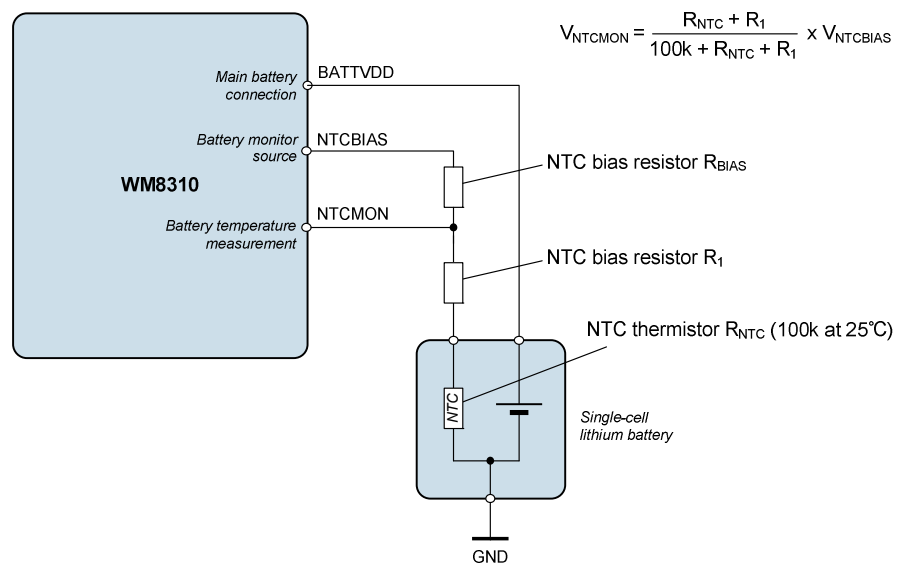 V_NTCMON = (R_NTC + R_1) / (100k + R_NTC + R_1) x V_NTCBIAS
Main battery
connection
BATTVDD
Battery monitor
source
NTCBIAS
NTC bias resistor R_BIAS
WM8310
Battery temperature
measurement
NTCMON
NTC bias resistor R_1
NTC thermistor R_NTC (100k at 25℃)
NTC
Single-cell
lithium battery
GND